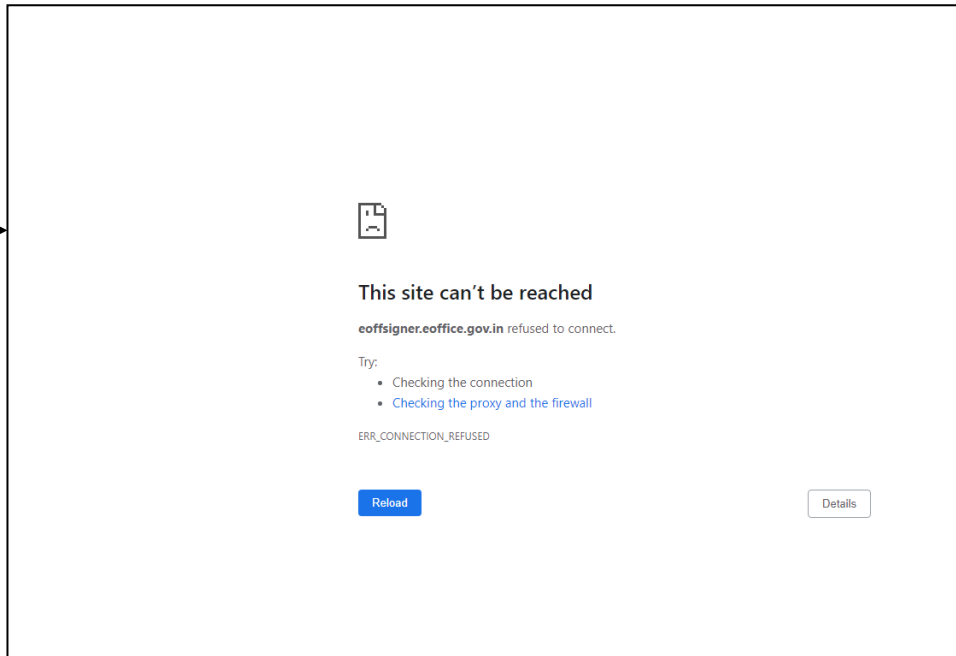 This site can’t be reached
eoffsigner.eoffice.gov.in refused to connect.
Try:
• Checking the connection
• Checking the proxy and the firewall
ERR_CONNECTION_REFUSED
Reload
Details